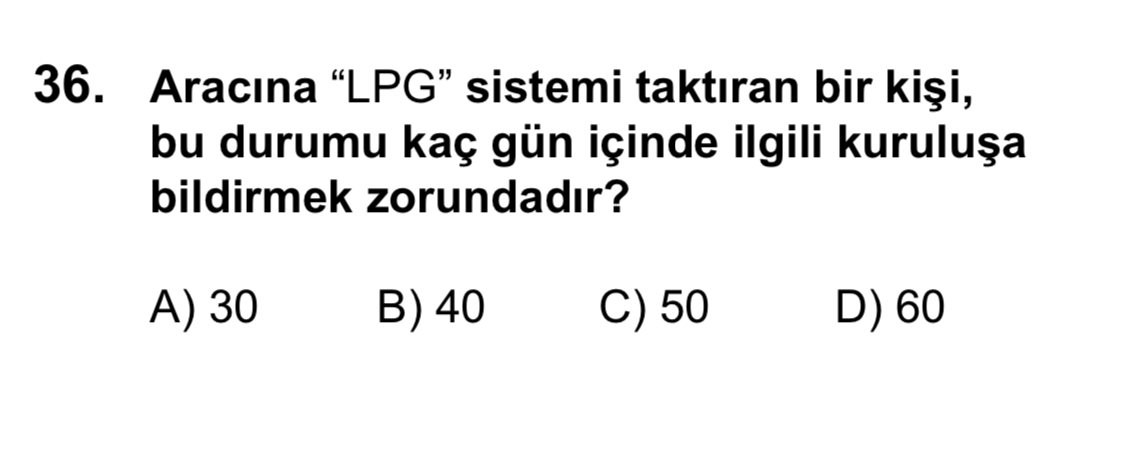 36. Aracına “LPG” sistemi taktıran bir kişi,
bu durumu kaç gün içinde ilgili kuruluşa
bildirmek zorundadır?
A) 30 B) 40 C) 50 D) 60